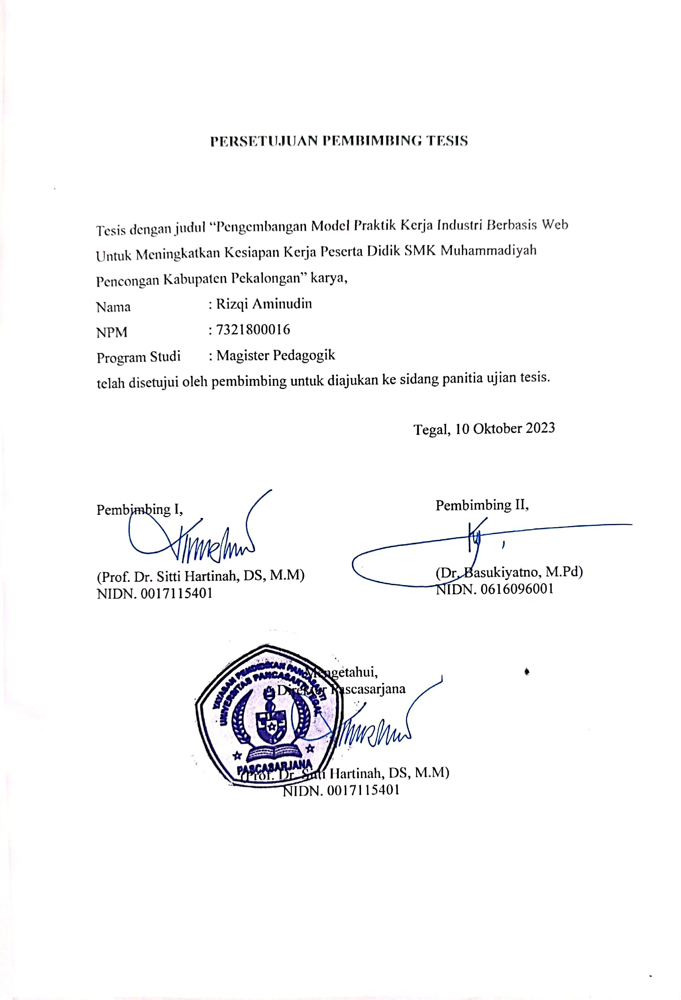 PERSETUJUAN PEMBIMBING TESIS
Tesis dengan judul “Pengembangan Model Praktik Kerja Industri Berbasis Web
Untuk Meningkatkan Kesiapan Kerja Peserta Didik SMK Muhammadiyah
Pencongan Kabupaten Pekalongan” karya,
Nama : Rizqi Aminudin
NPM : 7321800016
Program Studi : Magister Pedagogik
telah disetujui oleh pembimbing untuk diajukan ke sidang panitia ujian tesis.
Tegal, 10 Oktober 2023
Pembimbing I,
Pembimbing II,
(Prof. Dr. Sitti Hartinah, DS, M.M)
NIDN. 0017115401
(Dr. Basukiyatno, M.Pd)
NIDN. 0616096001
Mengetahui,
Direktur Pascasarjana
YAYASAN PENDIDIKAN PANCASAKTI
UNIVERSITAS PANCASAKTI TEGAL
PASCASARJANA
(Prof. Dr. Sitti Hartinah, DS, M.M)
NIDN. 0017115401